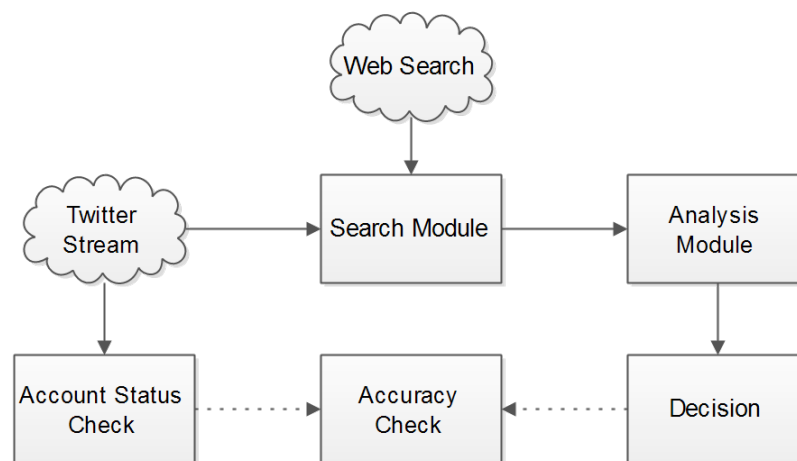 Web Search
Twitter
Stream
Search Module
Analysis
Module
Account Status
Check
Accuracy
Check
Decision